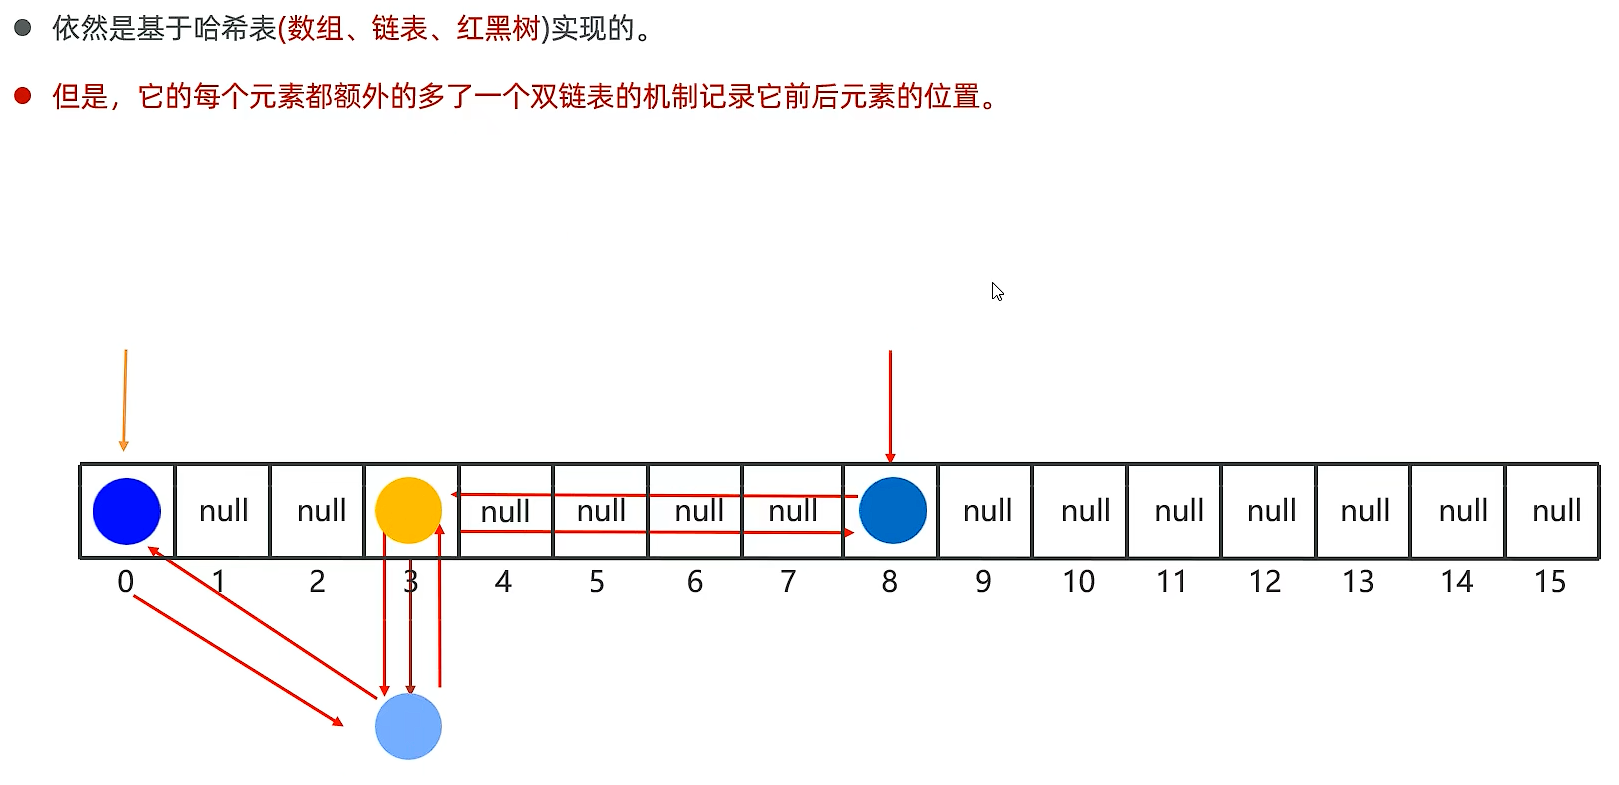 依然是基于哈希表(数组、链表、红黑树)实现的。
但是，它的每个元素都额外的多了一个双链表的机制记录它前后元素的位置。
null null null null null null null null null null null null null
0 1 2 3 4 5 6 7 8 9 10 11 12 13 14 15